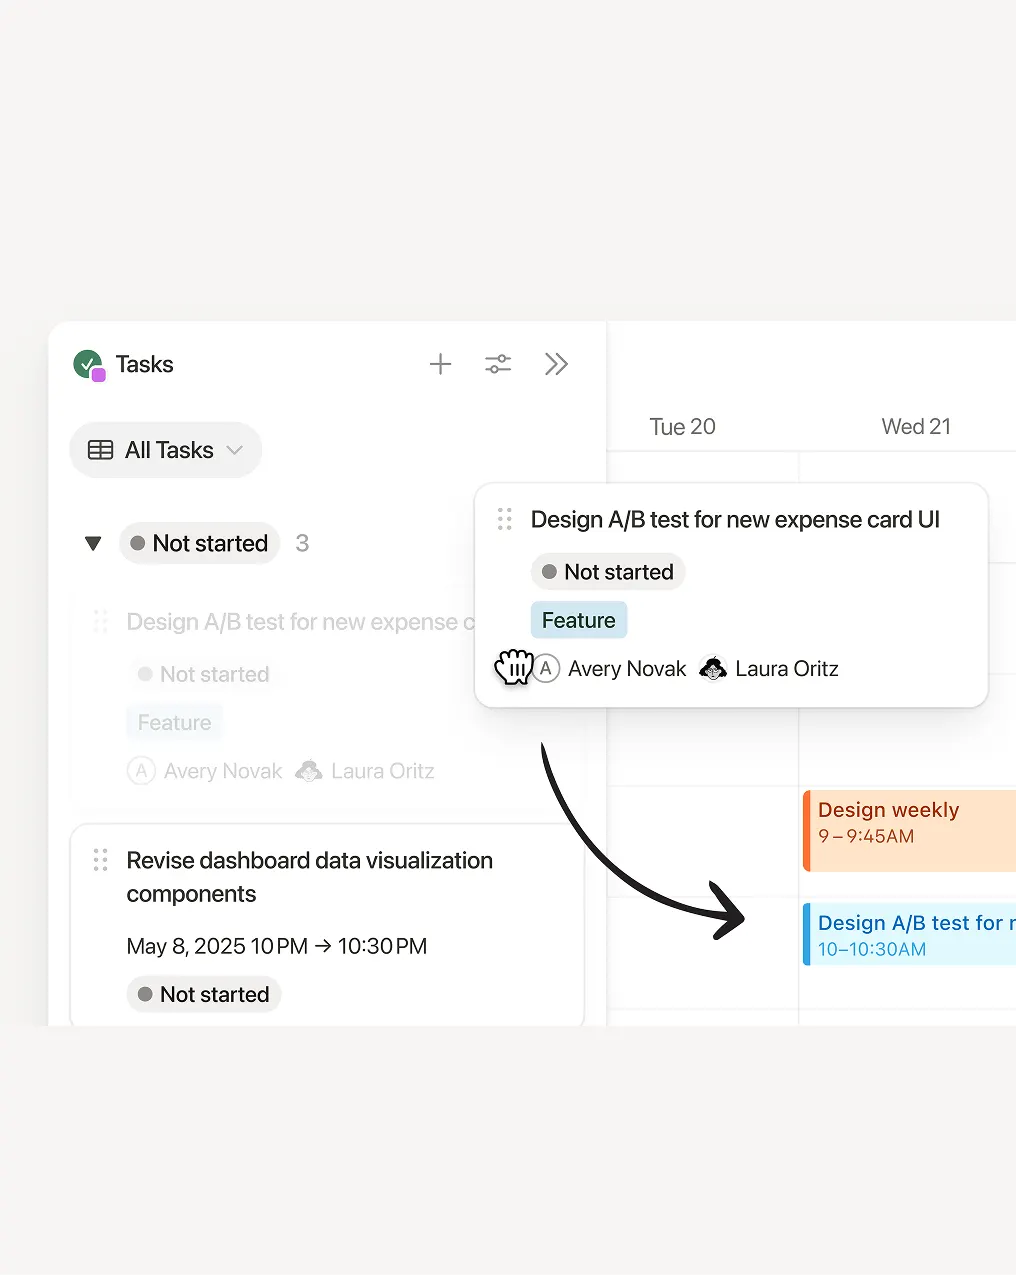 Tasks
All Tasks
Not started 3
Design A/B test for new expense c
Not started
Feature
A Avery Novak Laura Oritz
Revise dashboard data visualization
components
May 8, 2025 10 PM → 10:30 PM
Not started
Design A/B test for new expense card UI
Not started
Feature
A Avery Novak Laura Oritz
Tue 20 Wed 21
Design weekly
9 – 9:45AM
Design A/B test for r
10–10:30AM